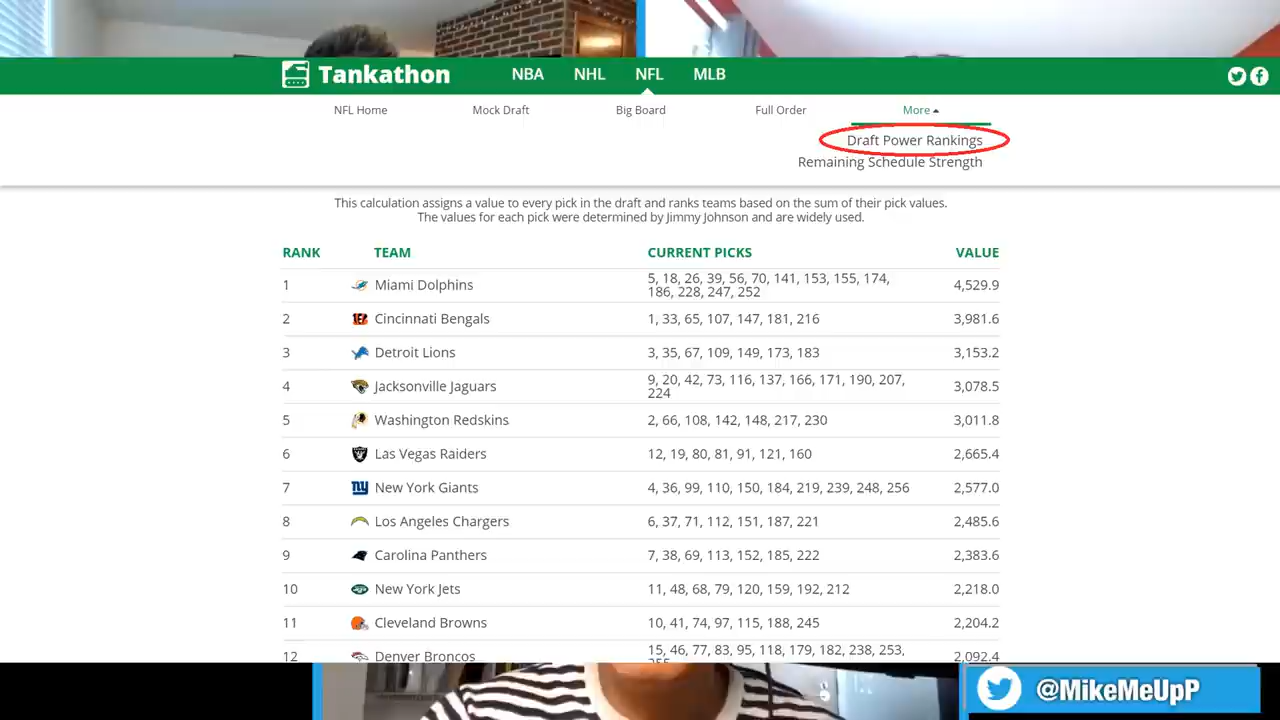 Tankathon NBA NHL NFL MLB
NFL Home Mock Draft Big Board Full Order More
Draft Power Rankings
Remaining Schedule Strength
This calculation assigns a value to every pick in the draft and ranks teams based on the sum of their pick values.
The values for each pick were determined by Jimmy Johnson and are widely used.
RANK TEAM CURRENT PICKS VALUE
1 Miami Dolphins 5, 18, 26, 39, 56, 70, 141, 153, 155, 174, 4,529.9
186, 228, 247, 252
2 Cincinnati Bengals 1, 33, 65, 107, 147, 181, 216 3,981.6
3 Detroit Lions 3, 35, 67, 109, 149, 173, 183 3,153.2
4 Jacksonville Jaguars 9, 20, 42, 73, 116, 137, 166, 171, 190, 207, 3,078.5
224
5 Washington Redskins 2, 66, 108, 142, 148, 217, 230 3,011.8
6 Las Vegas Raiders 12, 19, 80, 81, 91, 121, 160 2,665.4
7 New York Giants 4, 36, 99, 110, 150, 184, 219, 239, 248, 256 2,577.0
8 Los Angeles Chargers 6, 37, 71, 112, 151, 187, 221 2,485.6
9 Carolina Panthers 7, 38, 69, 113, 152, 185, 222 2,383.6
10 New York Jets 11, 48, 68, 79, 120, 159, 192, 212 2,218.0
11 Cleveland Browns 10, 41, 74, 97, 115, 188, 245 2,204.2
12 Denver Broncos 15, 46, 77, 83, 95, 118, 179, 182, 238, 253, 2,092.4
@MikeMeUpP